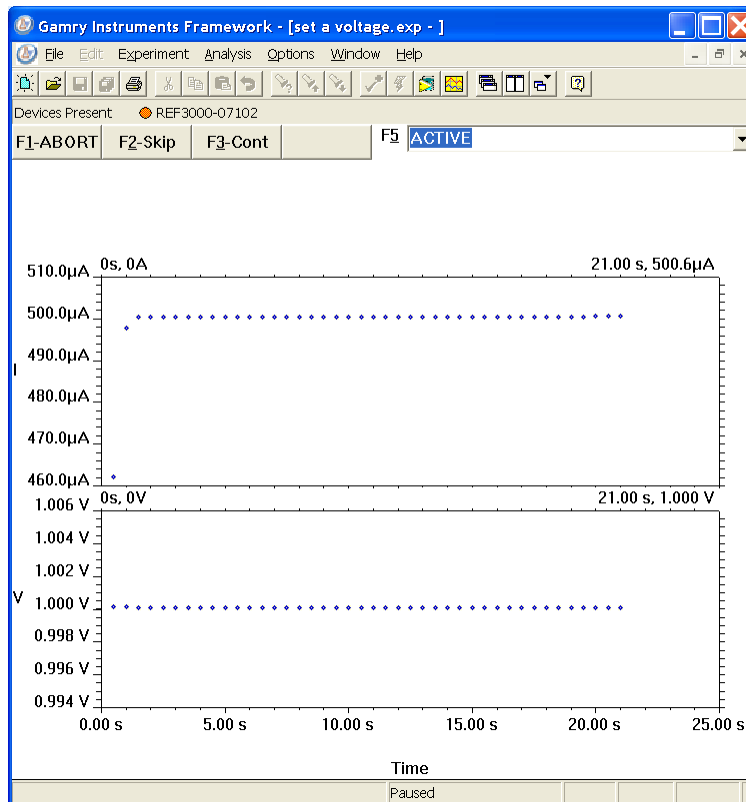 Gamry Instruments Framework - [set a voltage.exp - ]
File Edit Experiment Analysis Options Window Help
Devices Present REF3000-07102
F1-ABORT F2-Skip F3-Cont F5 ACTIVE
0s, 0A 21.00 s, 500.6µA
510.0µA
500.0µA
490.0µA
I
480.0µA
470.0µA
460.0µA
0s, 0V 21.00 s, 1.000 V
1.006 V
1.004 V
1.002 V
V
1.000 V
0.998 V
0.996 V
0.994 V
0.00 s 5.00 s 10.00 s 15.00 s 20.00 s 25.00 s
Time
Paused